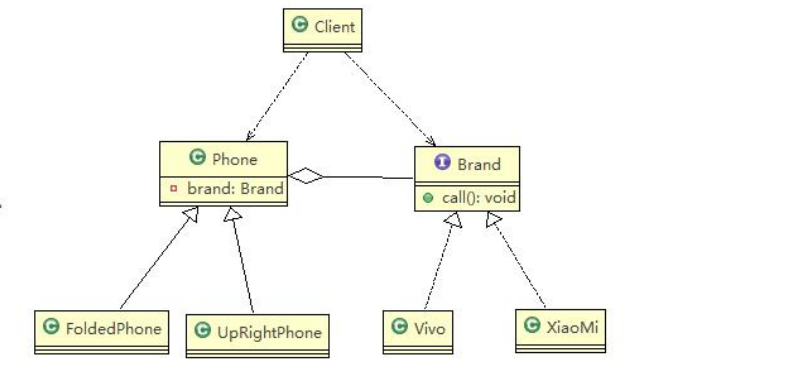 C Client
C Phone
brand: Brand
I Brand
call(): void
C FoldedPhone
C UpRightPhone
C Vivo
C XiaoMi